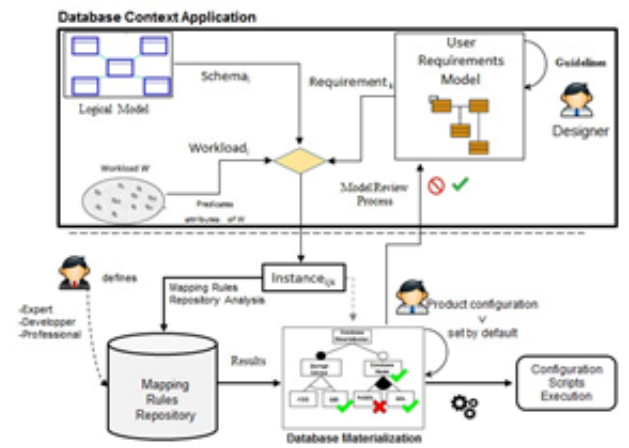 Database Context Application
User
Requirements
Model
Guidelines
Designer
Logical Model
Schema
Requirement
Workload
Workload W
Predicates
attributes of W
Model Review
Process
Instance
defines
-Expert
-Developper
-Professional
Mapping Rules
Repository Analysis
Product configuration
v
set by default
Mapping
Rules
Repository
Results
Configuration
Scripts
Execution
Database Materialization